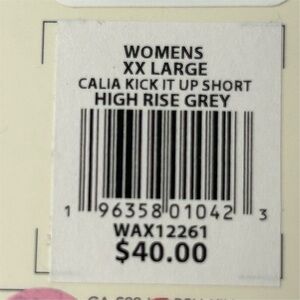 WOMENS
XX LARGE
CALIA KICK IT UP SHORT
HIGH RISE GREY
1 96358 01042 3
WAX12261
$40.00